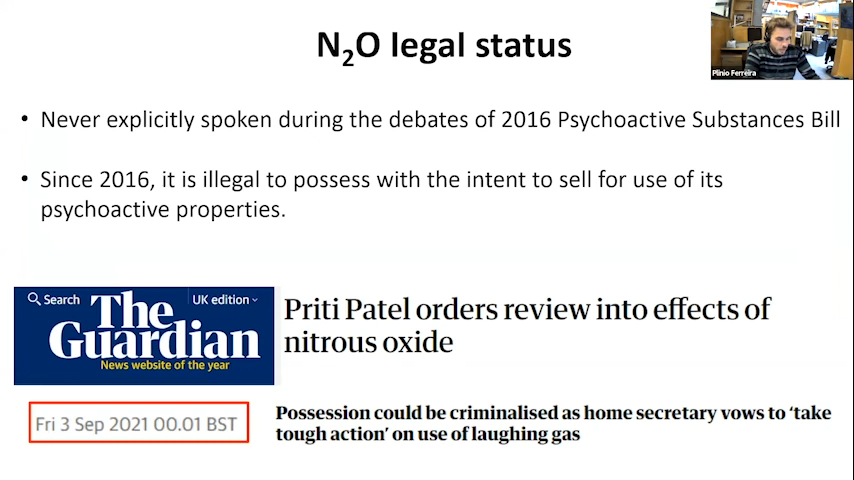 N₂O legal status
Plinio Ferreira
• Never explicitly spoken during the debates of 2016 Psychoactive Substances Bill
• Since 2016, it is illegal to possess with the intent to sell for use of its
psychoactive properties.
Search
UK edition
The
Guardian
News website of the year
Priti Patel orders review into effects of
nitrous oxide
Fri 3 Sep 2021 00.01 BST
Possession could be criminalised as home secretary vows to ‘take
tough action’ on use of laughing gas